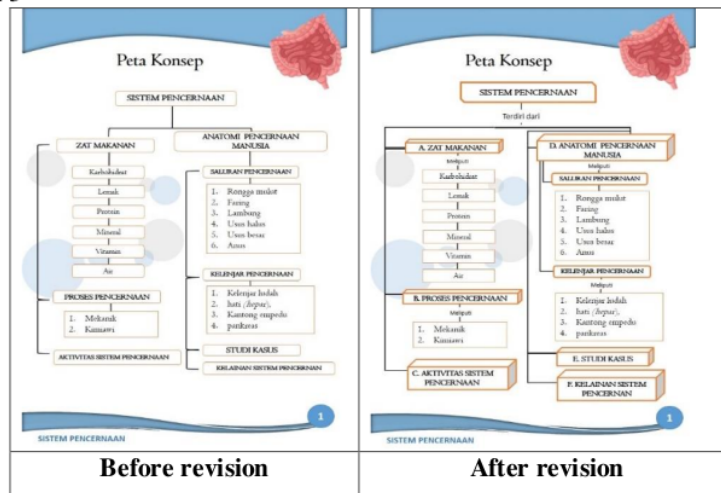 Peta Konsep
SISTEM PENCERNAAN
ZAT MAKANAN
Karbohidrat
Lemak
Protein
Mineral
Vitamin
Air
PROSES PENCERNAAN
1. Mekanik
2. Kamiawi
AKTIVITAS SISTEM PENCERNAAN
ANATOMI PENCERNAAN
MANUSIA
SALURAN PENCERNAAN
1. Rongga mulut
2. Faring
3. Lambung
4. Usus halus
5. Usus besar
6. Anus
KELENJAR PENCERNAAN
1. Kelenjar ludah
2. hati (hepar),
3. Kantong empedu
4. pankreas
STUDI KASUS
KELAINAN SISTEM PENCERNAN
1
SISTEM PENCERNAAN
Before revision
Peta Konsep
SISTEM PENCERNAAN
Terdiri dari
A. ZAT MAKANAN
Meliputi
Karbohidrat
Lemak
Protein
Mineral
Vitamin
Air
B. PROSES PENCERNAAN
Meliputi
1. Mekanik
2. Kamiawi
C. AKTIVITAS SISTEM
PENCERNAAN
D. ANATOMI PENCERNAAN
MANUSIA
Meliputi
SALURAN PENCERNAAN
1. Rongga mulut
2. Faring
3. Lambung
4. Usus halus
5. Usus besar
6. Anus
KELENJAR PENCERNAAN
Meliputi
1. Kelenjar ludah
2. hati (hepar),
3. Kantong empedu
4. pankreas
E. STUDI KASUS
F. KELAINAN SISTEM
PENCERNAN
1
SISTEM PENCERNAAN
After revision